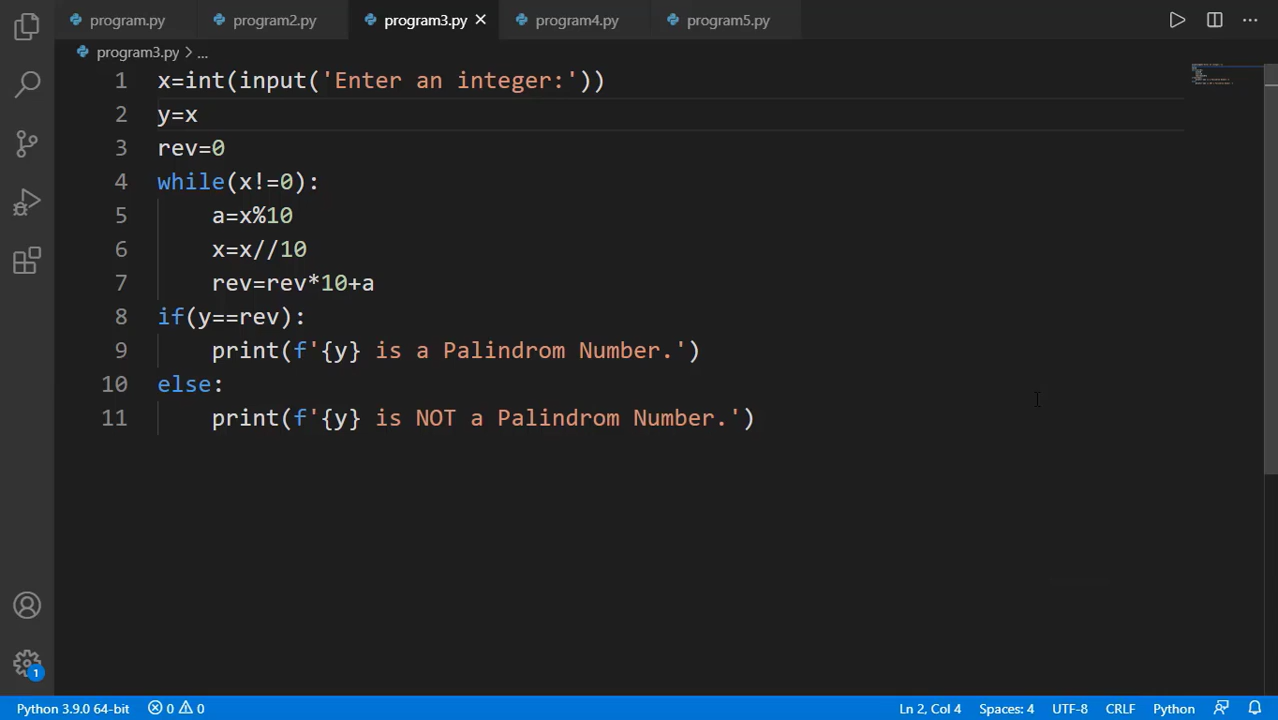 program.py program2.py program3.py program4.py program5.py
program3.py > ...
1 x=int(input('Enter an integer:'))
2 y=x
3 rev=0
4 while(x!=0):
5 a=x%10
6 x=x//10
7 rev=rev*10+a
8 if(y==rev):
9 print(f'{y} is a Palindrom Number.')
10 else:
11 print(f'{y} is NOT a Palindrom Number.')
1
Python 3.9.0 64-bit 0 0 Ln 2, Col 4 Spaces: 4 UTF-8 CRLF Python